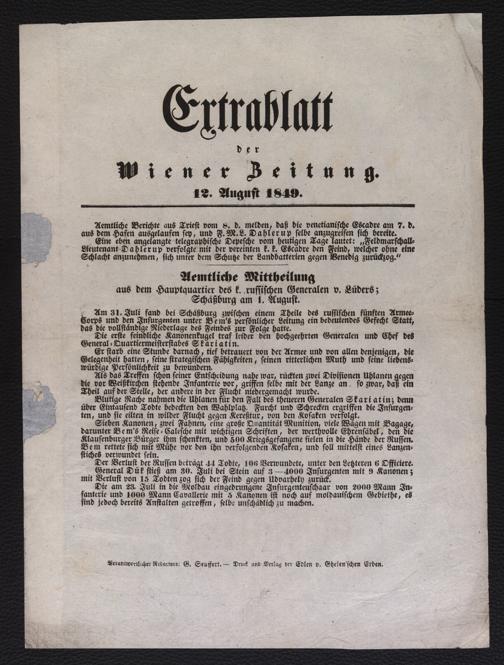 Extrablatt
der
Wiener Zeitung.
12. August 1849.
Aemtliche Berichte aus Triest vom 8. d. melden, daß die venetianische Escadre am 7. d.
aus dem Hafen ausgelaufen sey, und F. M. L. Dahlerup selbe anzugreifen sich bereite.
Eine eben angelangte telegraphische Depesche vom heutigen Tage lautet: „Feldmarschall-
Lieutenant Dahlerup verfolgte mit der vereinten k. k. Escadre den Feind, welcher ohne eine
Schlacht anzunehmen, sich unter dem Schutze der Landbatterien gegen Venedig zurückzog.“
Aemtliche Mittheilung
aus dem Hauptquartier des k. russischen Generalen v. Lüders;
Schäßburg am 1. August.
Am 31. Juli fand bei Schäßburg zwischen einem Theile des russischen fünften Armee-
Corps und den Insurgenten unter Bem's persönlicher Leitung ein bedeutendes Gefecht Statt,
das die vollständige Niederlage des Feindes zur Folge hatte.
Die erste feindliche Kanonenkugel traf leider den hochgeehrten Generalen und Chef des
General-Quartiermeisterstabes Skariatin.
Er starb eine Stunde darnach, tief betrauert von der Armee und von allen denjenigen, die
Gelegenheit hatten, seine strategischen Fähigkeiten, seinen ritterlichen Muth und seine liebens-
würdige Persönlichkeit zu bewundern.
Als das Treffen schon seiner Entscheidung nahe war, rückten zwei Divisionen Uhlanen gegen
die vor Weißkirchen stehende Infanterie vor, griffen selbe mit der Lanze an, so zwar, daß ein
Theil auf der Stelle, der andere in der Flucht niedergemacht wurde.
Blutige Rache nahmen die Uhlanen für den Fall des theueren Generalen Skariatin; denn
über Eintausend Todte bedeckten den Wahlplatz. Furcht und Schrecken ergriffen die Insurgen-
ten, und sie eilten in wilder Flucht gegen Keresztur, von den Kosaken verfolgt.
Sieben Kanonen, zwei Fahnen, eine große Quantität Munition, viele Wägen mit Bagage,
darunter Bem's Reise-Calesche mit wichtigen Schriften, der werthvolle Ehrensäbel, den die
Klausenburger Bürger ihm schenkten, und 500 Kriegsgefangene fielen in die Hände der Russen.
Bem rettete sich mit Mühe vor den ihn verfolgenden Kosaken, und soll mittelst eines Lanzen-
stiches verwundet sein.
Der Verlust der Russen beträgt 44 Todte, 106 Verwundete, unter den Letzteren 6 Officiere.
General Dük stieß am 30. Juli bei Stein auf 3—4000 Insurgenten mit 9 Kanonen;
mit Verlust von 15 Todten zog sich der Feind gegen Udvarhely zurück.
Die am 23. Juli in die Moldau eingedrungene Insurgentenschaar von 2000 Mann In-
fanterie und 1000 Mann Cavallerie mit 5 Kanonen ist noch auf moldauischem Gebiethe, es
sind jedoch bereits Anstalten getroffen, selbe unschädlich zu machen.
Verantwortlicher Redacteur: G. Seuffert. — Druck und Verlag der Edlen v. Ghelen'schen Erben.